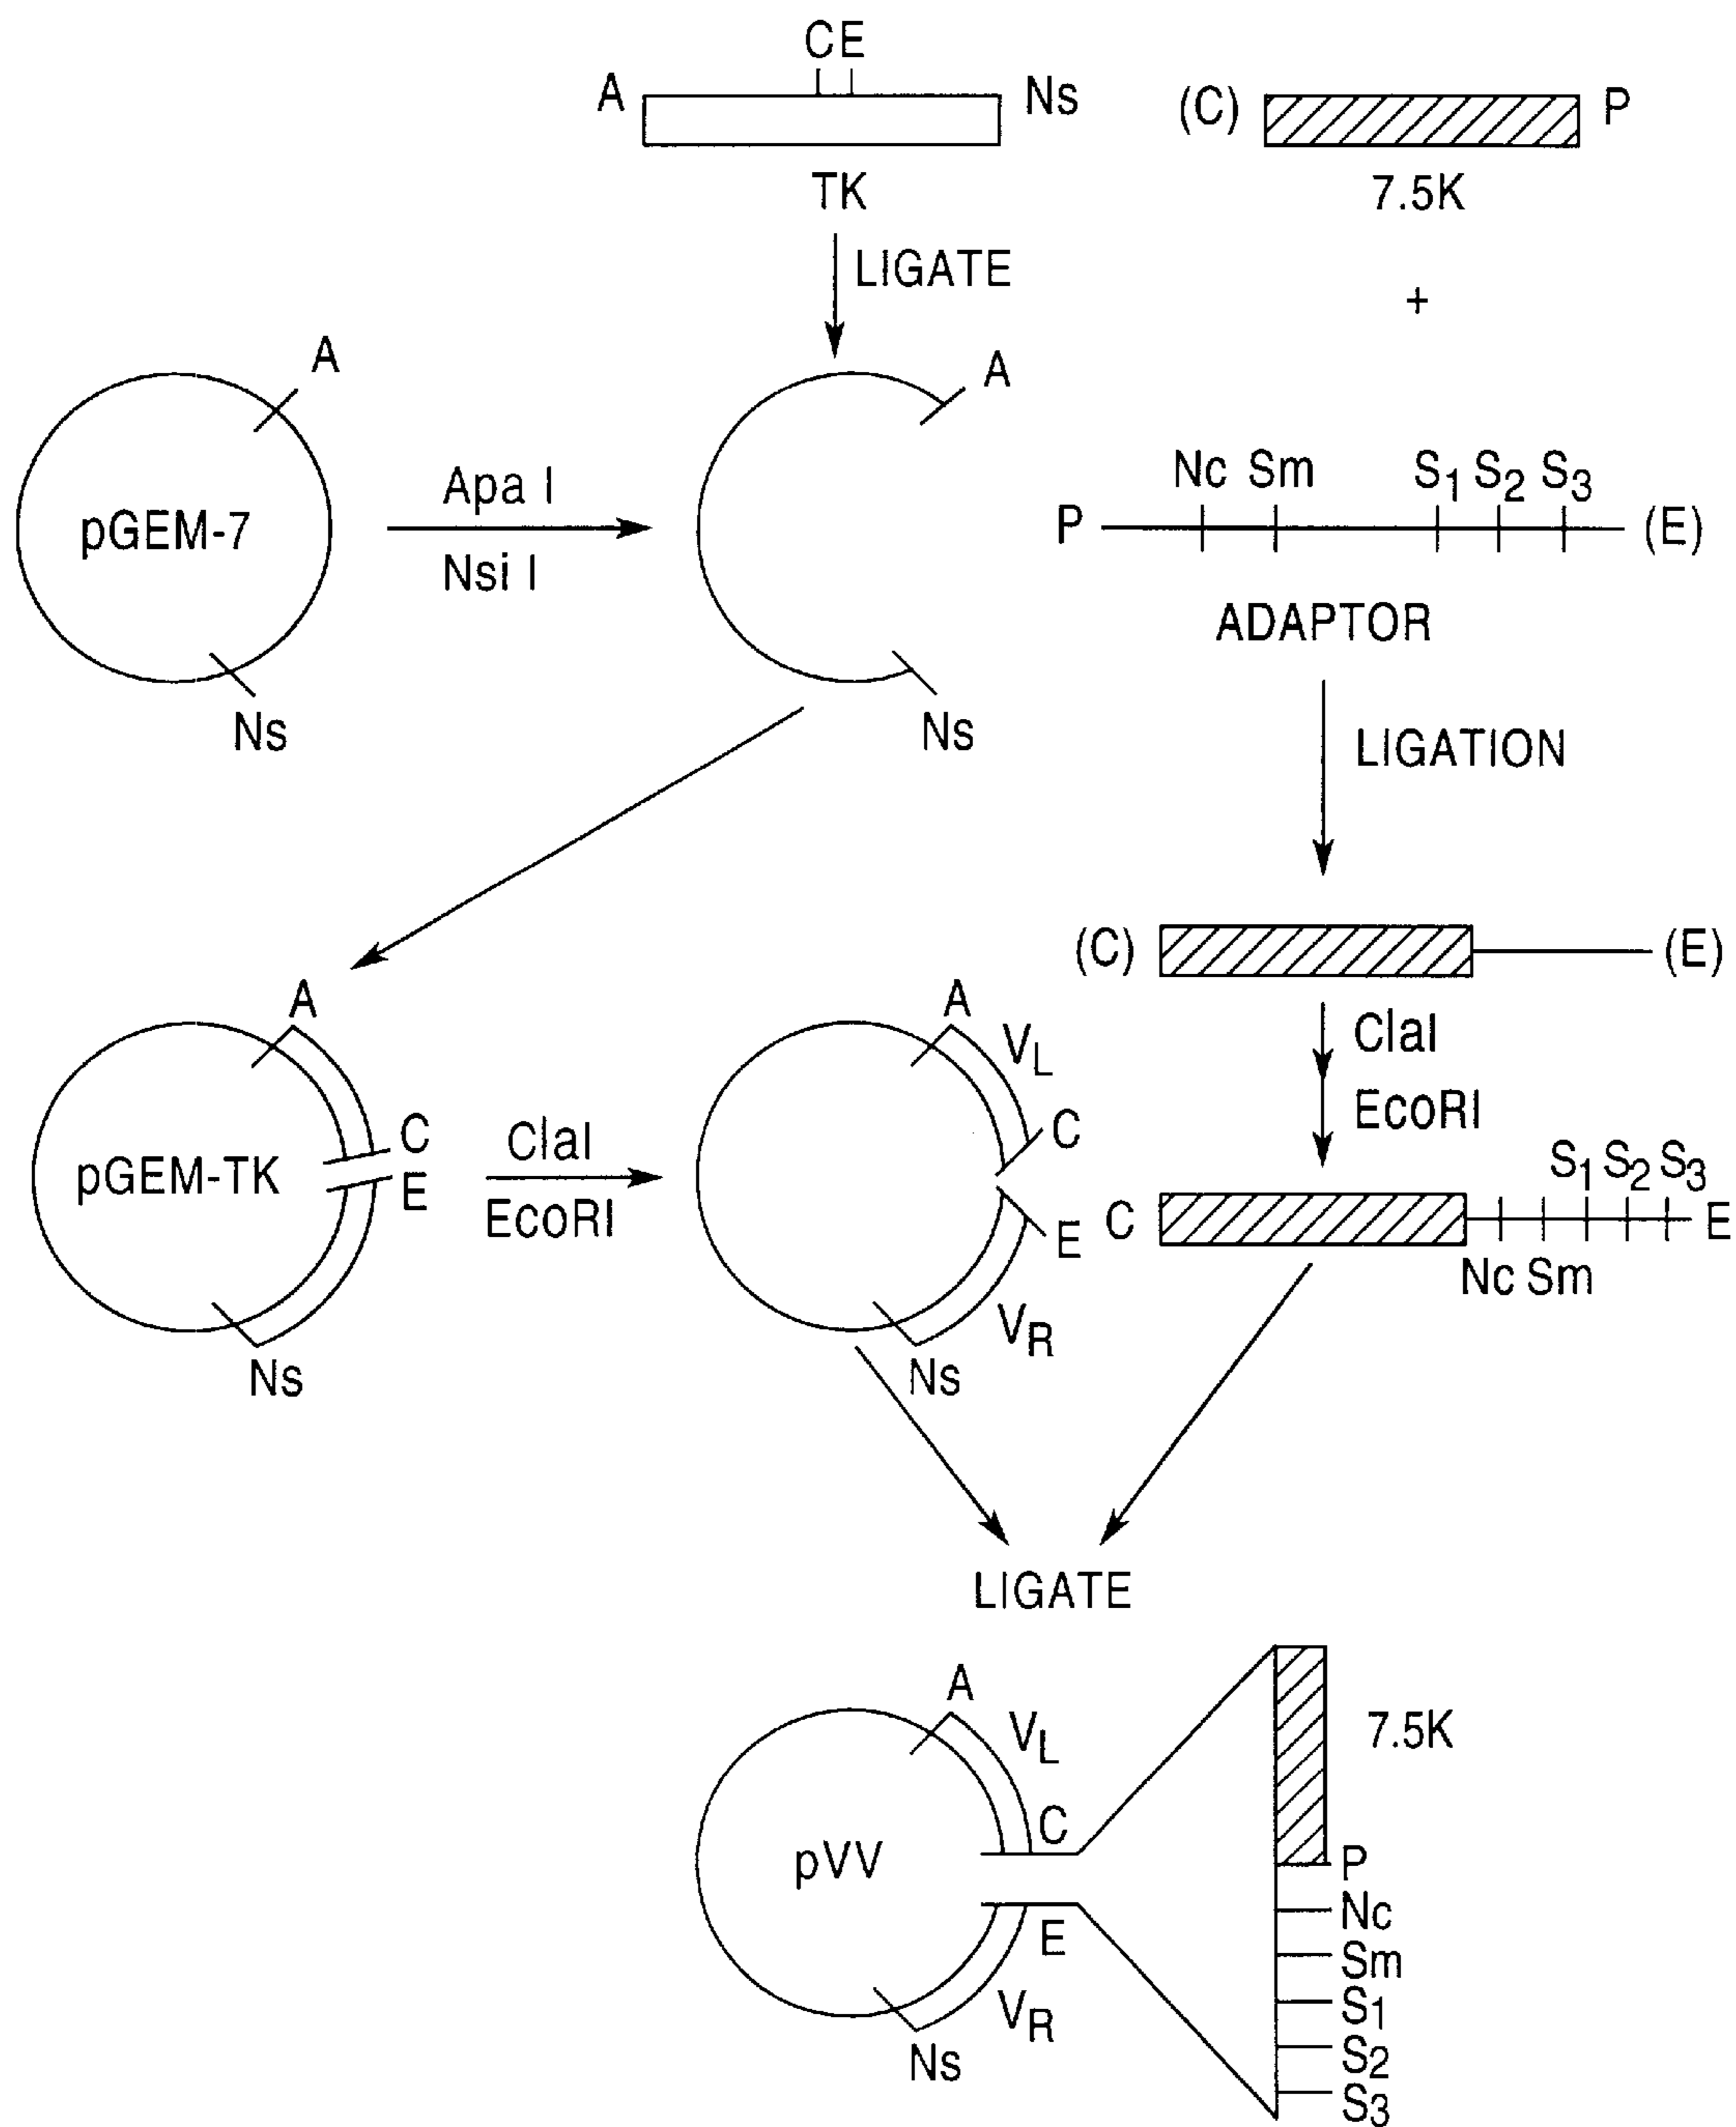 CE
A
Ns
(C)
P
TK
7.5K
LIGATE
+
A
A
pGEM-7
Apa I
Nsi I
Ns
Ns
Nc Sm
S1 S2 S3
P
(E)
ADAPTOR
LIGATION
(C)
(E)
ClaI
EcoRI
A
pGEM-TK
C
E
Ns
ClaI
EcoRI
A
VL
C
E
VR
Ns
C
S1 S2 S3
E
Nc Sm
LIGATE
A
VL
C
pVV
E
VR
Ns
7.5K
P
Nc
Sm
S1
S2
S3